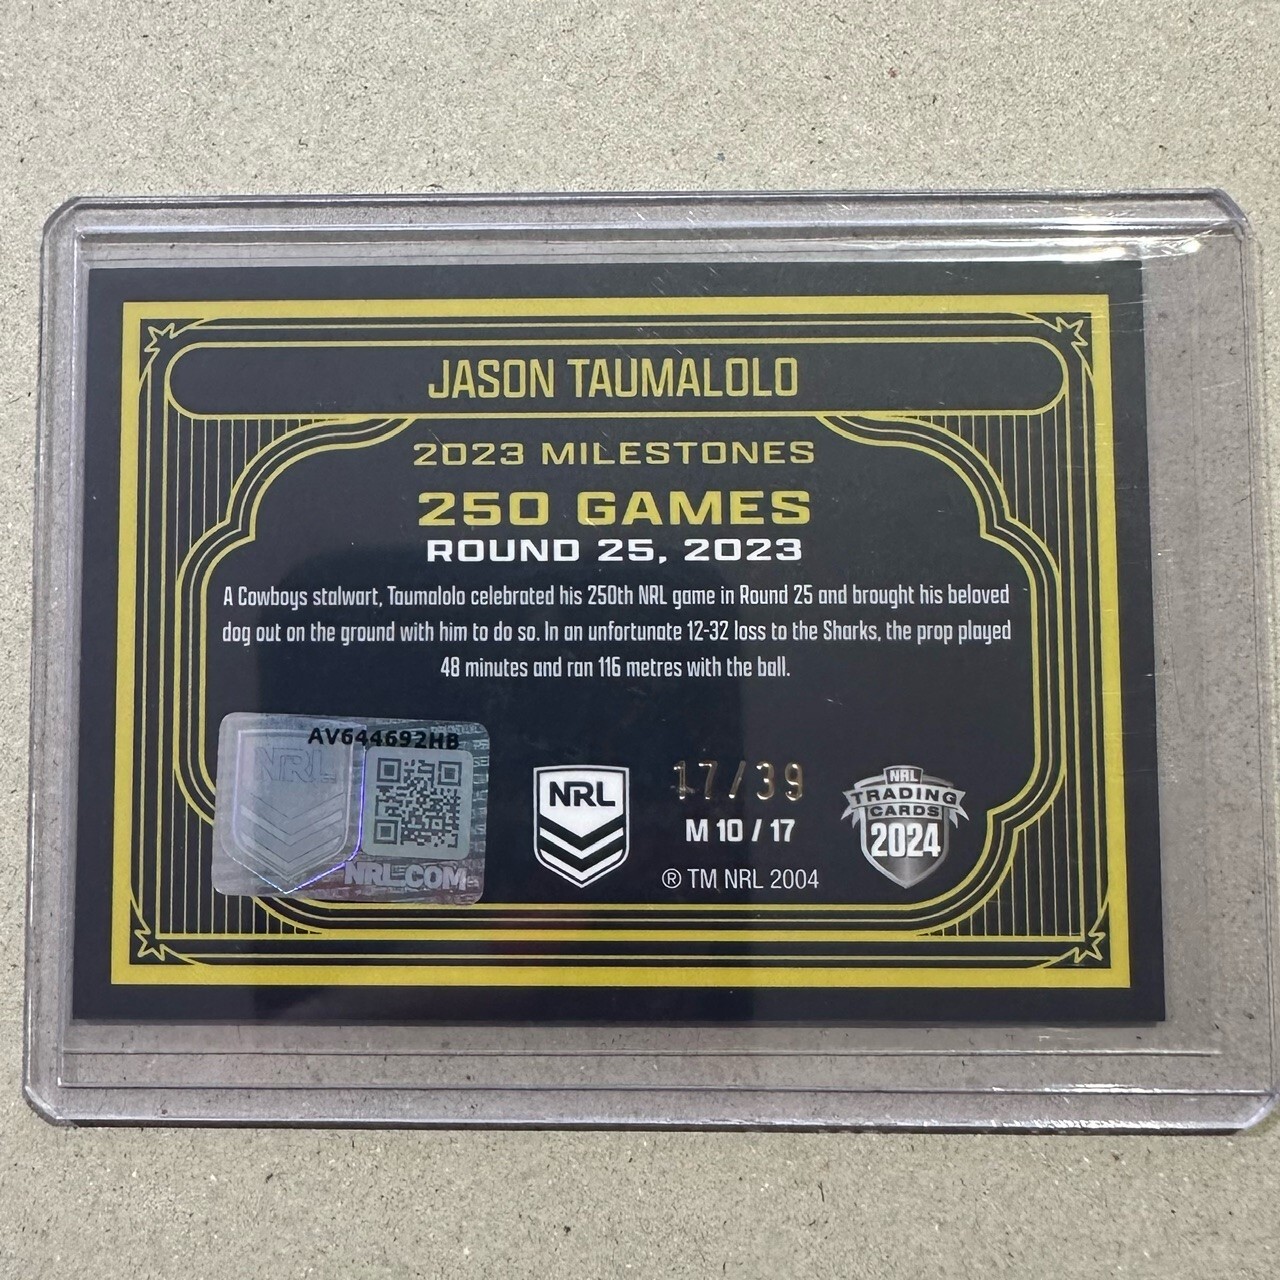 JASON TAUMALOLO
2023 MILESTONES
250 GAMES
ROUND 25, 2023
A Cowboys stalwart, Taumalolo celebrated his 250th NRL game in Round 25 and brought his beloved
dog out on the ground with him to do so. In an unfortunate 12-32 loss to the Sharks, the prop played
48 minutes and ran 116 metres with the ball.
AV644692HB
NRL
NRL.COM
NRL
17/39
M 10 / 17
® TM NRL 2004
NRL
TRADING
CARDS
2024